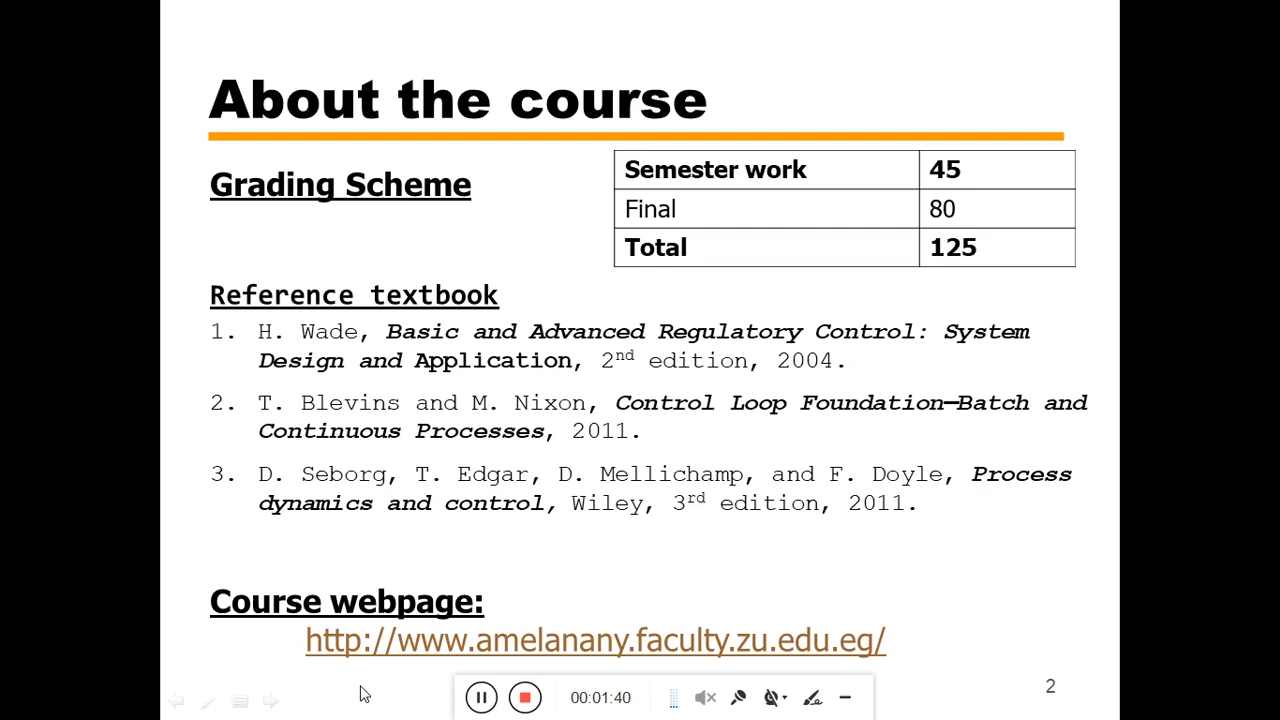 About the course
Grading Scheme
Semester work 45
Final 80
Total 125
Reference textbook
1. H. Wade, Basic and Advanced Regulatory Control: System
Design and Application, 2nd edition, 2004.
2. T. Blevins and M. Nixon, Control Loop Foundation—Batch and
Continuous Processes, 2011.
3. D. Seborg, T. Edgar, D. Mellichamp, and F. Doyle, Process
dynamics and control, Wiley, 3rd edition, 2011.
Course webpage:
http://www.amelanany.faculty.zu.edu.eg/
00:01:40
2